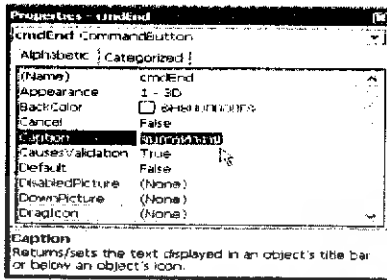 Properties - cmdEnd
cmdEnd CommandButton
Alphabetic Categorized
(Name) cmdEnd
Appearance 1 - 3D
BackColor
Cancel False
Caption
CausesValidation True
Default False
DisabledPicture (None)
DownPicture (None)
DragIcon (None)
Caption
Returns/sets the text displayed in an object's title bar
or below an object's icon.